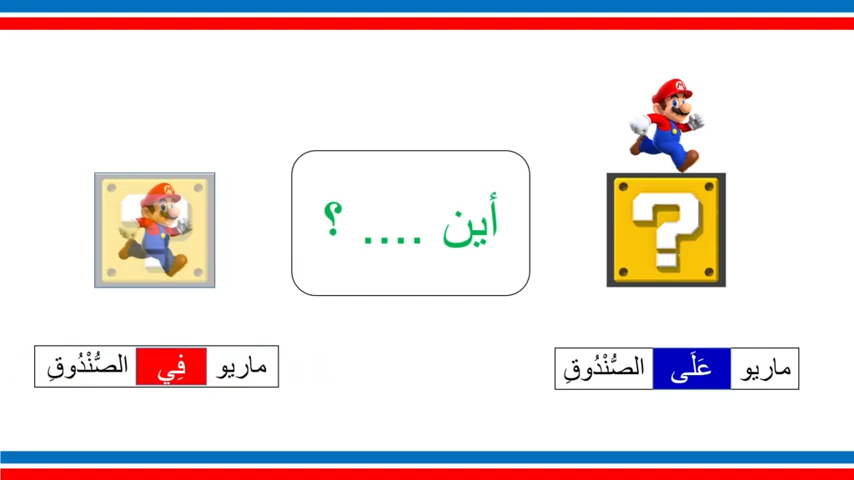 أين .... ؟
ماريو عَلَى الصُّنْدُوقِ
ماريو فِي الصُّنْدُوقِ